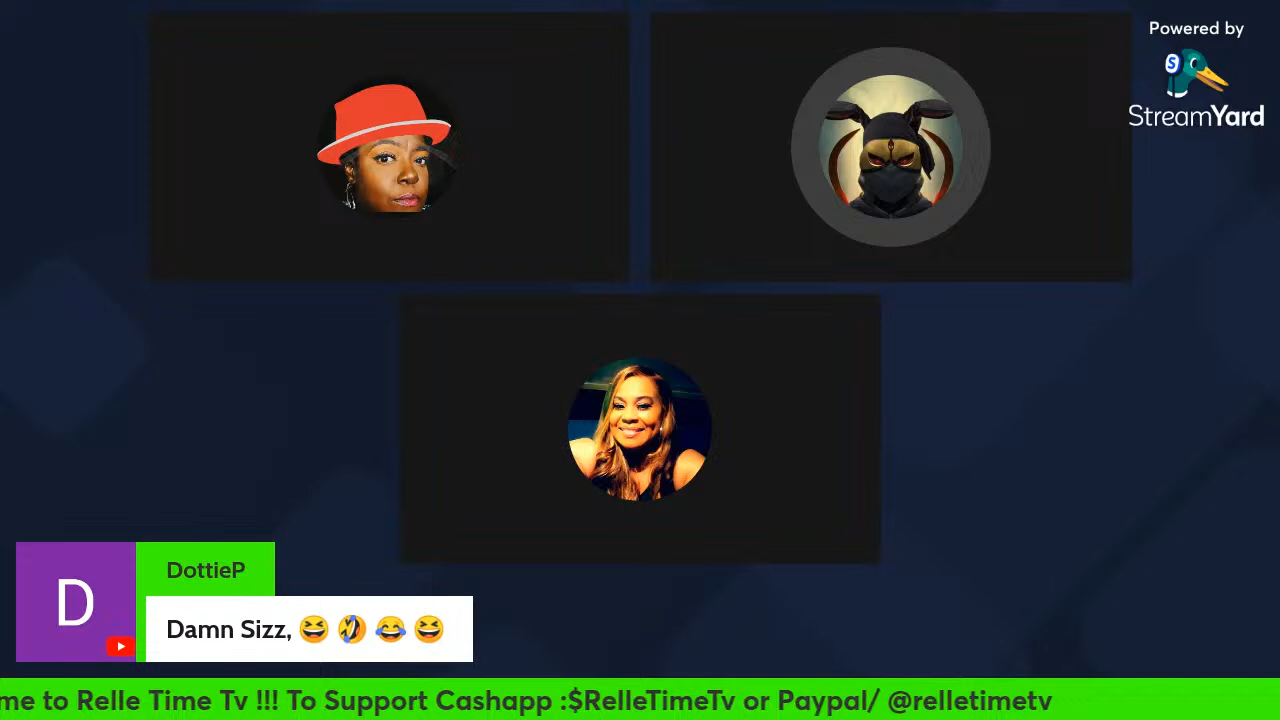 Powered by
S
StreamYard
D
DottieP
Damn Sizz, 😆 🤣 😂 😆
me to Relle Time Tv !!! To Support Cashapp :$RelleTimeTv or Paypal/ @relletimetv